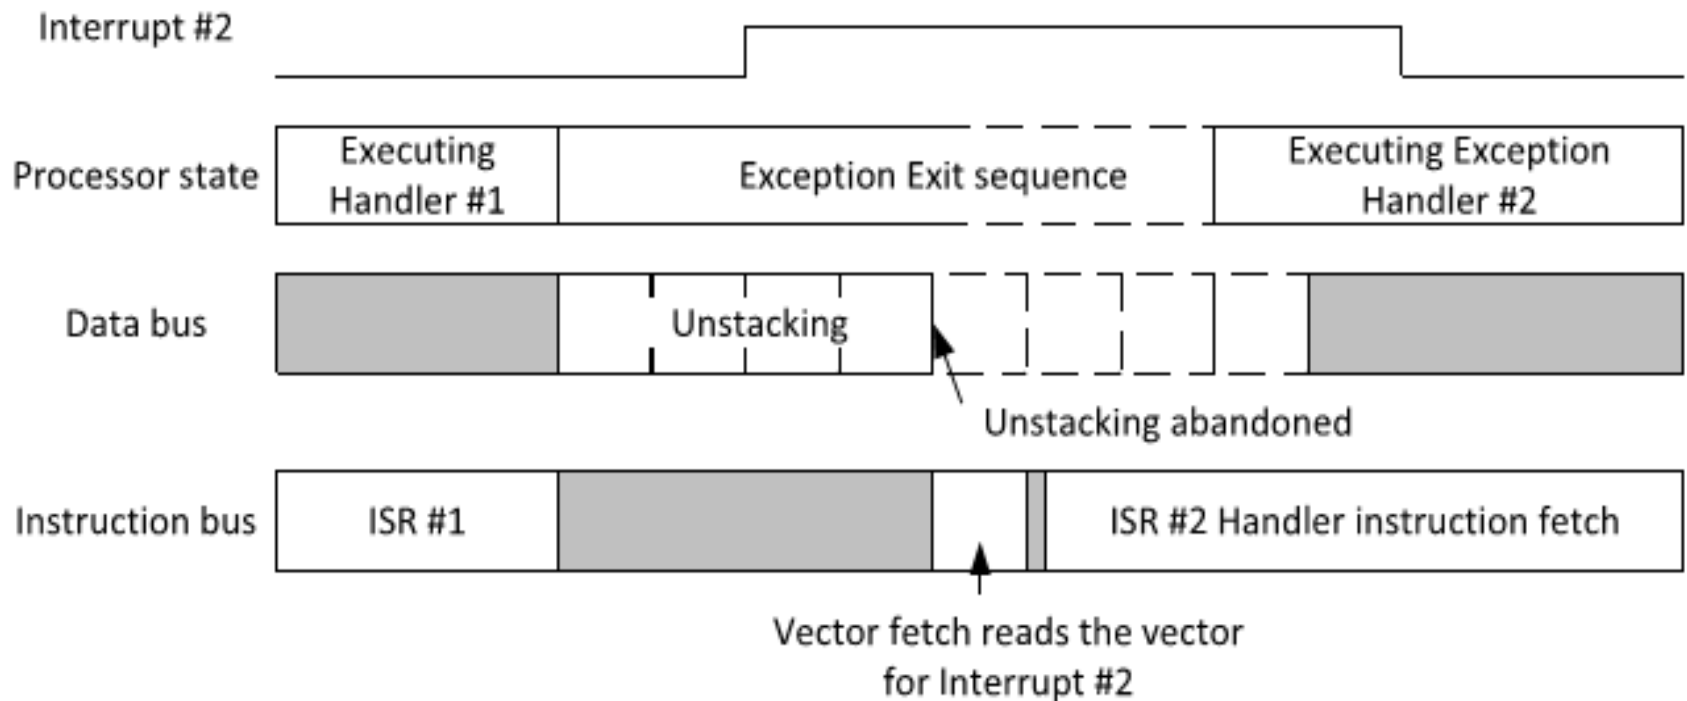 Interrupt #2
Processor state
Executing
Handler #1
Exception Exit sequence
Executing Exception
Handler #2
Data bus
Unstacking
Unstacking abandoned
Instruction bus
ISR #1
ISR #2 Handler instruction fetch
Vector fetch reads the vector
for Interrupt #2